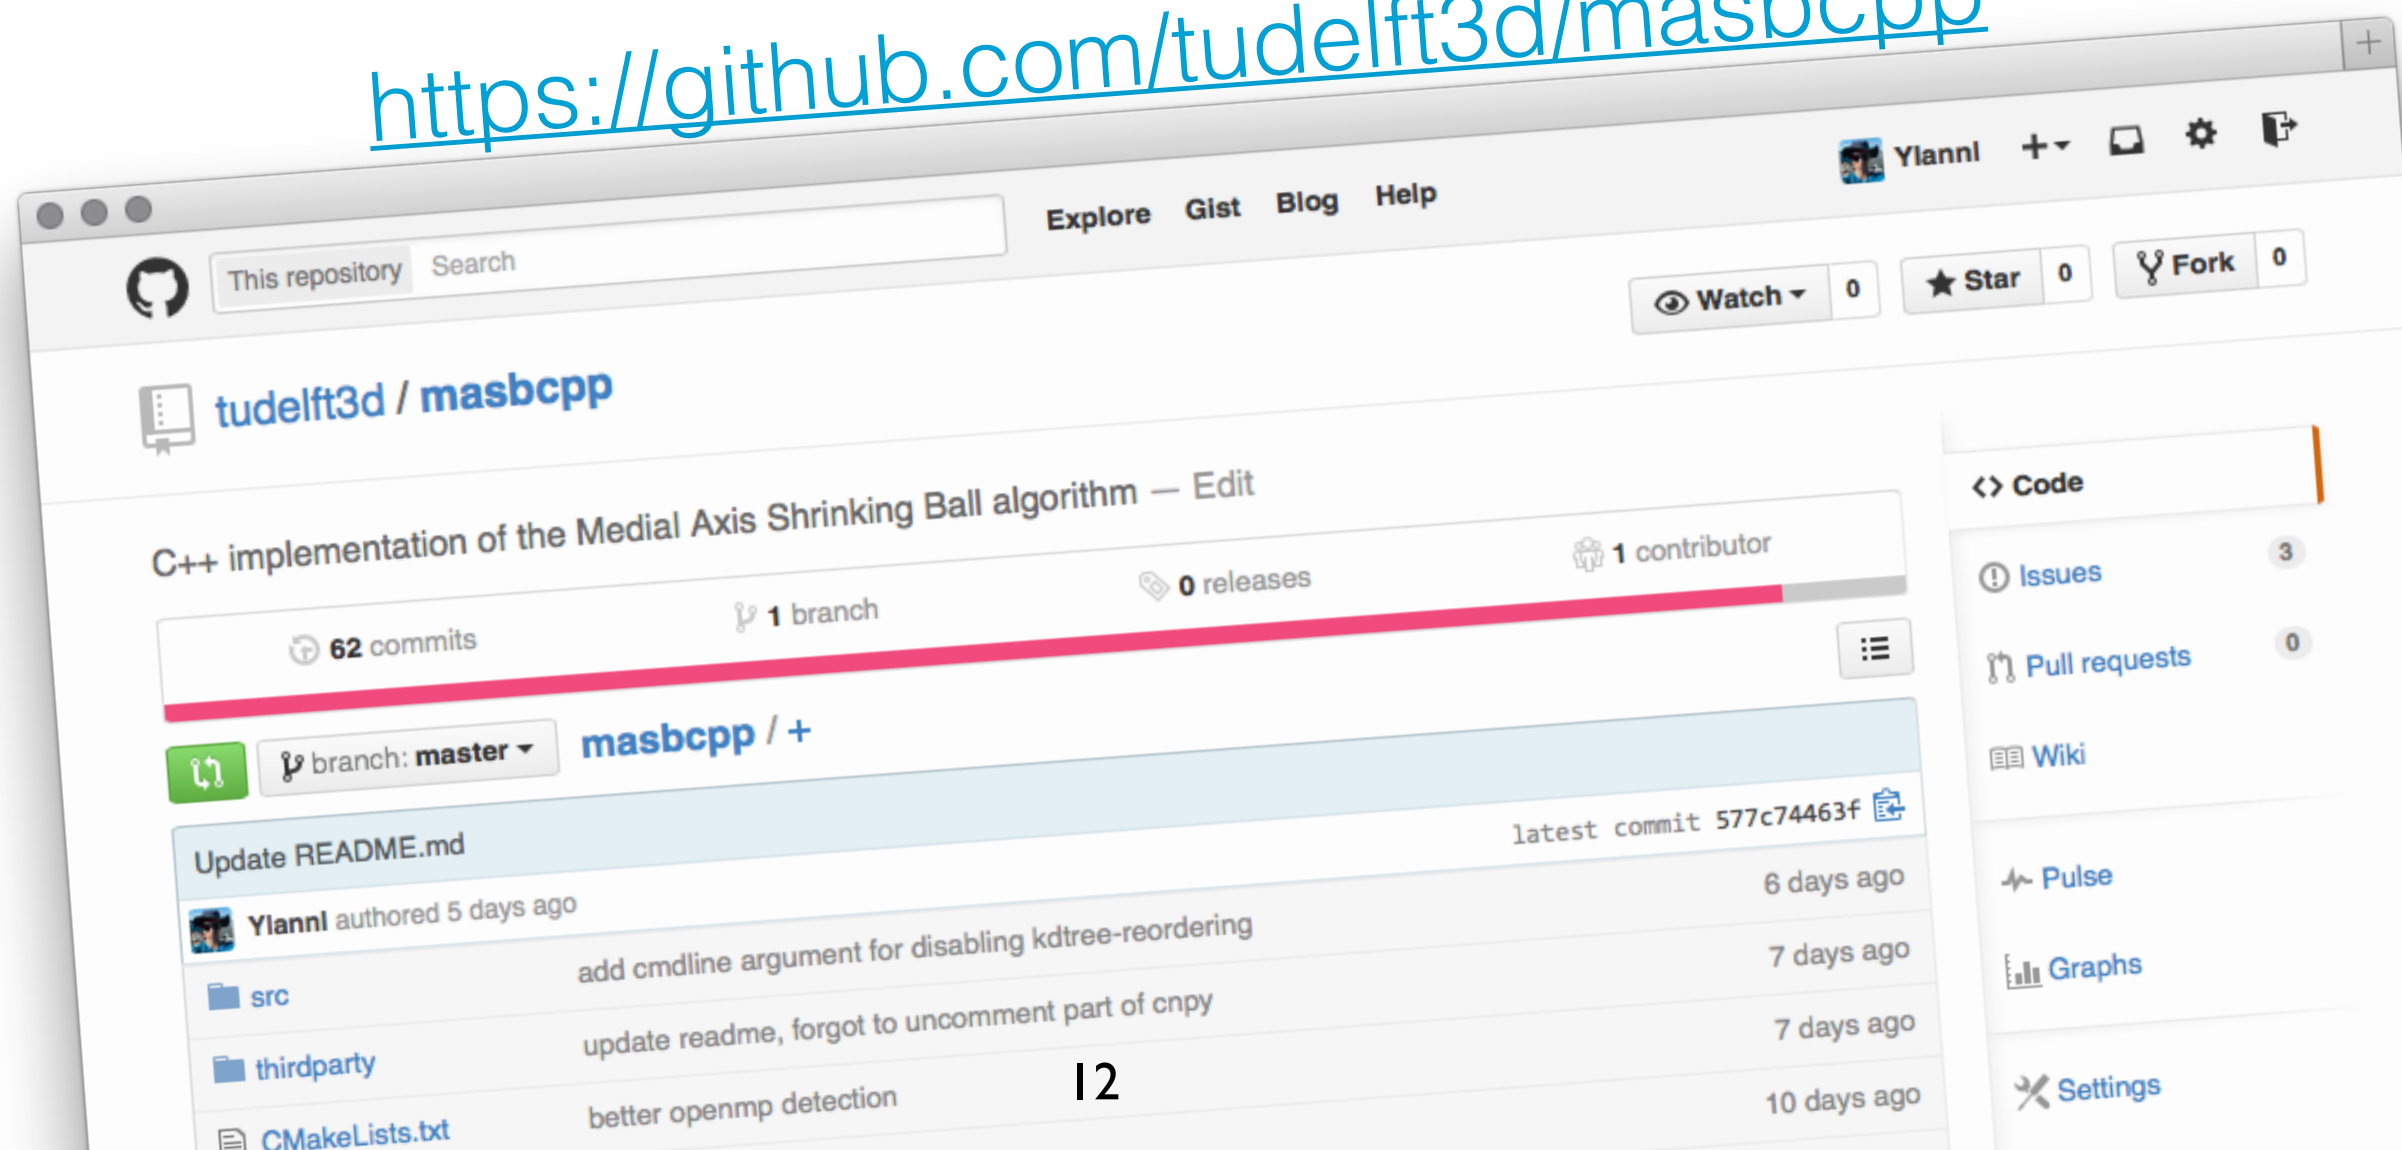 https://github.com/tudelft3d/masbcpp
This repository Search Explore Gist Blog Help Ylannl
Watch 0 Star 0 Fork 0
tudelft3d / masbcpp
C++ implementation of the Medial Axis Shrinking Ball algorithm — Edit
62 commits 1 branch 0 releases 1 contributor
branch: master masbcpp / +
Update README.md
Ylannl authored 5 days ago latest commit 577c74463f
src add cmdline argument for disabling kdtree-reordering 6 days ago
thirdparty update readme, forgot to uncomment part of cnpy 7 days ago
CMakeLists.txt better openmp detection 7 days ago
10 days ago
Code
Issues 3
Pull requests 0
Wiki
Pulse
Graphs
Settings
12